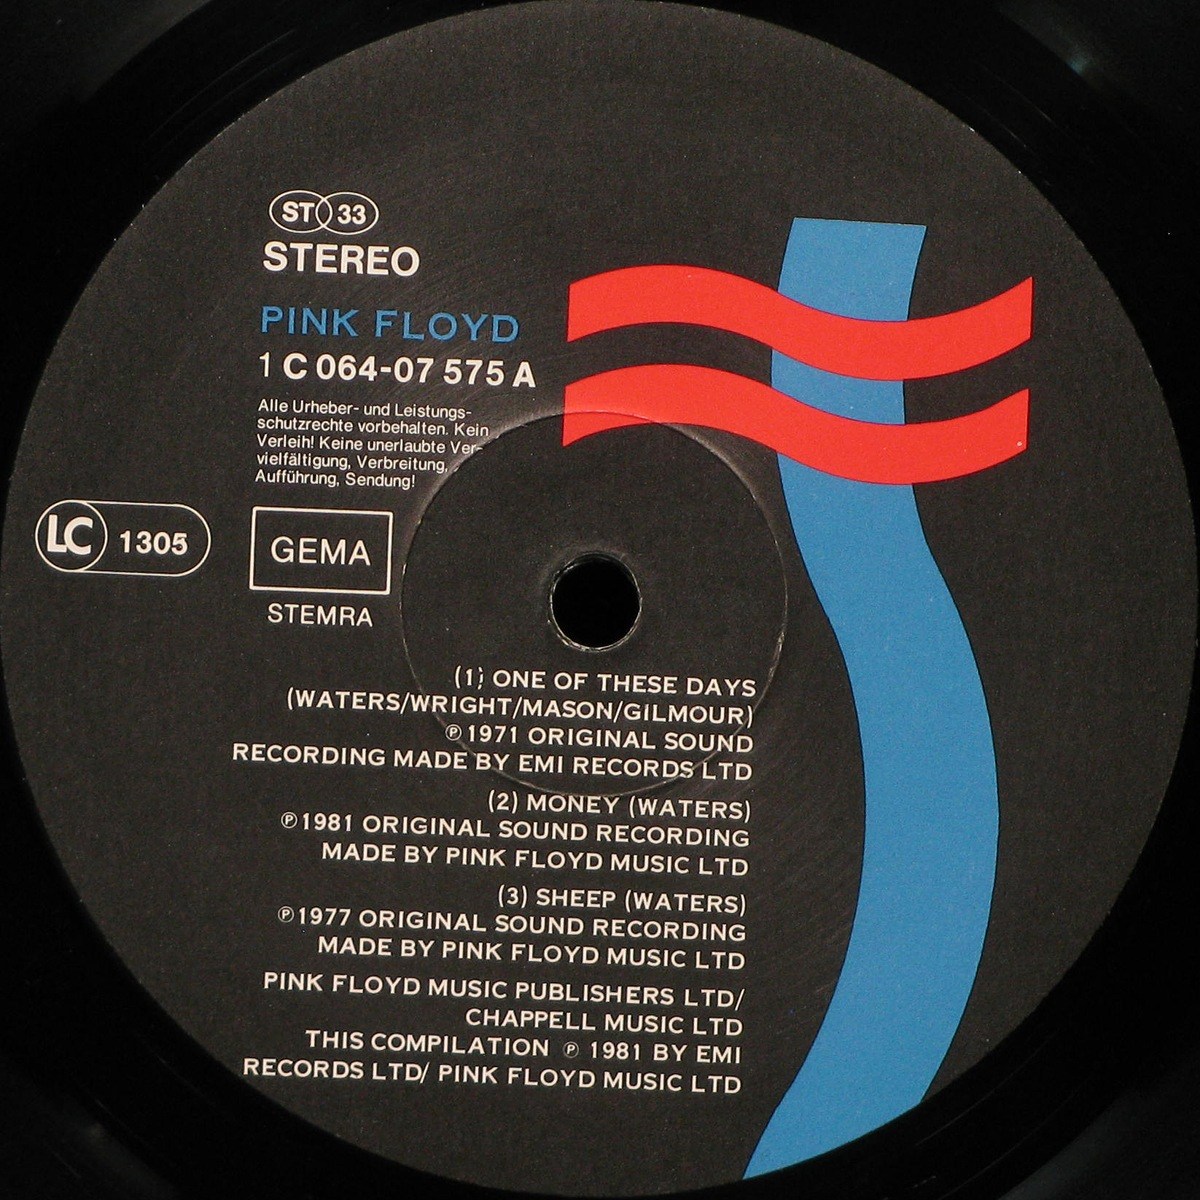 ST 33
STEREO
PINK FLOYD
1 C 064-07 575 A
Alle Urheber- und Leistungs-
schutzrechte vorbehalten. Kein
Verleih! Keine unerlaubte Ver-
vielfältigung, Verbreitung,
Aufführung, Sendung!
LC 1305
GEMA
STEMRA
(1) ONE OF THESE DAYS
(WATERS/WRIGHT/MASON/GILMOUR)
℗ 1971 ORIGINAL SOUND
RECORDING MADE BY EMI RECORDS LTD
(2) MONEY (WATERS)
℗ 1981 ORIGINAL SOUND RECORDING
MADE BY PINK FLOYD MUSIC LTD
(3) SHEEP (WATERS)
℗ 1977 ORIGINAL SOUND RECORDING
MADE BY PINK FLOYD MUSIC LTD
PINK FLOYD MUSIC PUBLISHERS LTD/
CHAPPELL MUSIC LTD
THIS COMPILATION ℗ 1981 BY EMI
RECORDS LTD/ PINK FLOYD MUSIC LTD